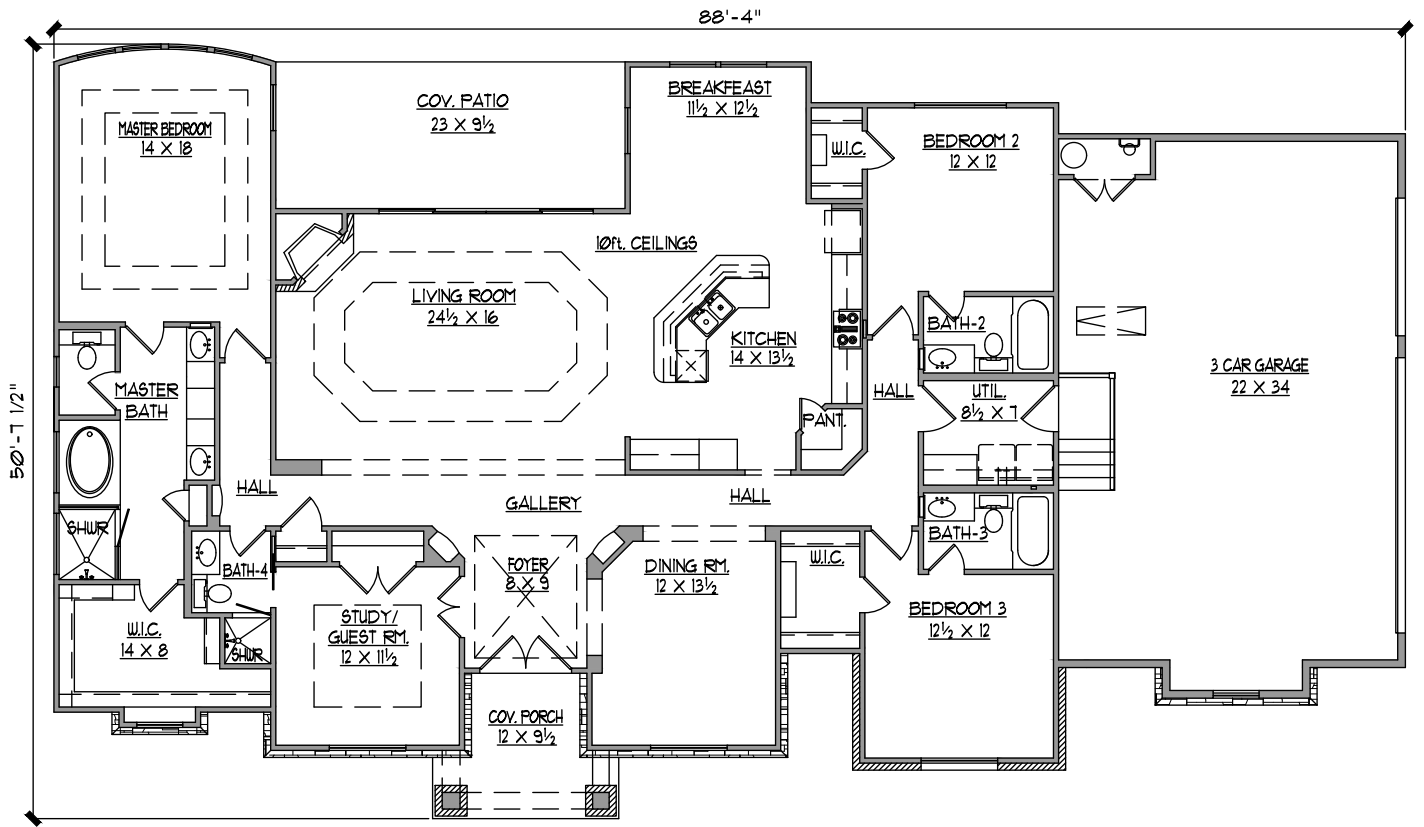 88'-4"
50'-7 1/2"
MASTER BEDROOM
14 X 18
COV. PATIO
23 X 9½
BREAKFEAST
11½ X 12½
W.I.C.
BEDROOM 2
12 X 12
10ft. CEILINGS
LIVING ROOM
24½ X 16
KITCHEN
14 X 13½
BATH-2
3 CAR GARAGE
22 X 34
MASTER
BATH
HALL
UTIL.
8½ X 7
PANT.
HALL
GALLERY
HALL
SHWR
BATH-4
FOYER
8 X 9
DINING RM.
12 X 13½
W.I.C.
BATH-3
BEDROOM 3
12½ X 12
STUDY/
GUEST RM.
12 X 11½
W.I.C.
14 X 8
SHWR
COV. PORCH
12 X 9½